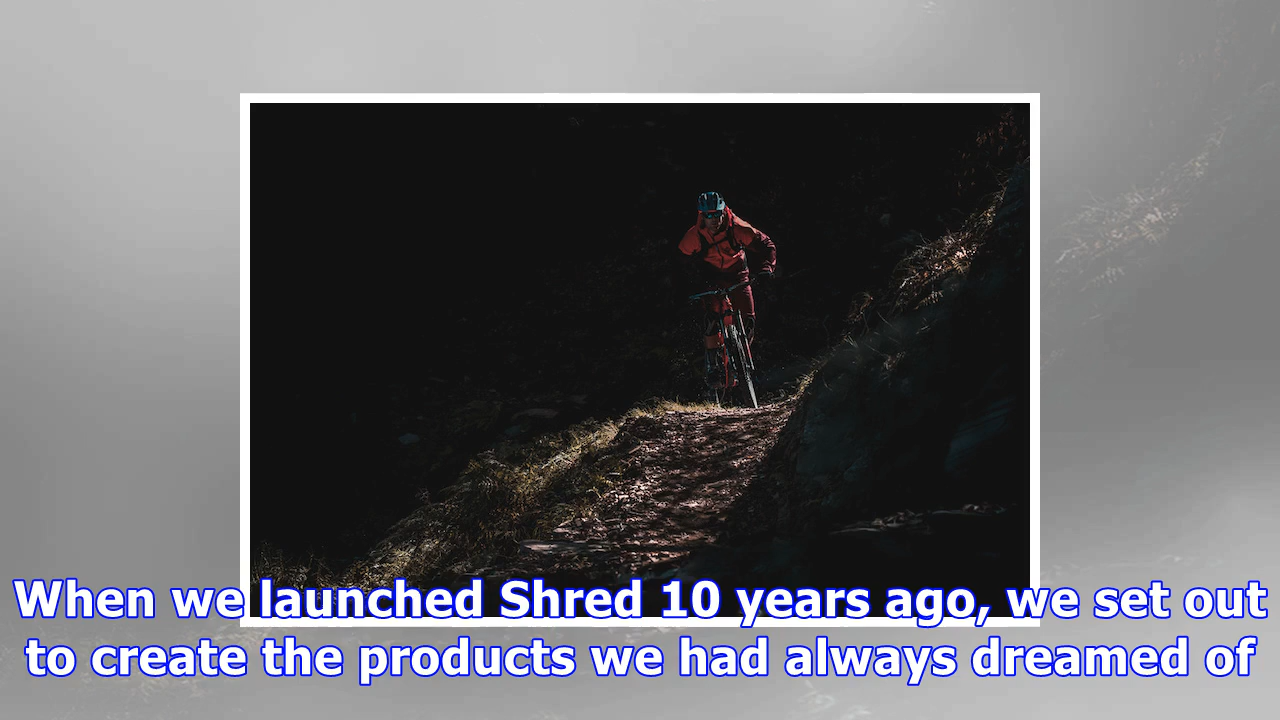 When we launched Shred 10 years ago, we set out
to create the products we had always dreamed of